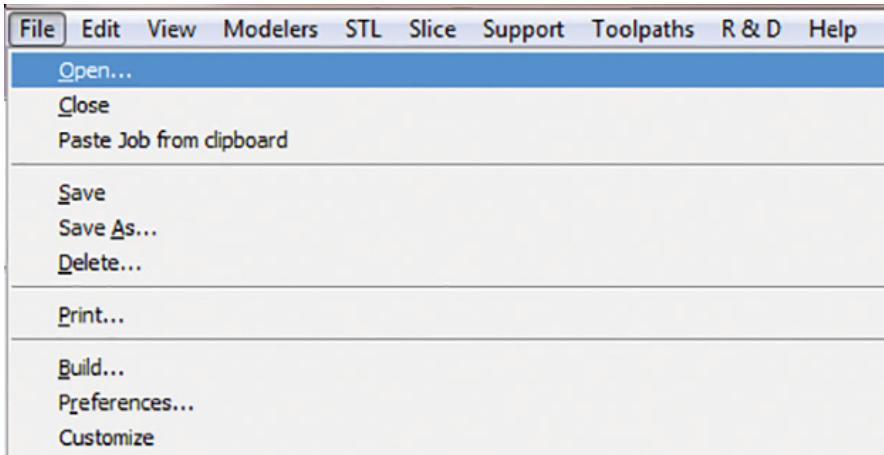 File Edit View Modelers STL Slice Support Toolpaths R & D Help
Open...
Close
Paste Job from clipboard
Save
Save As...
Delete...
Print...
Build...
Preferences...
Customize